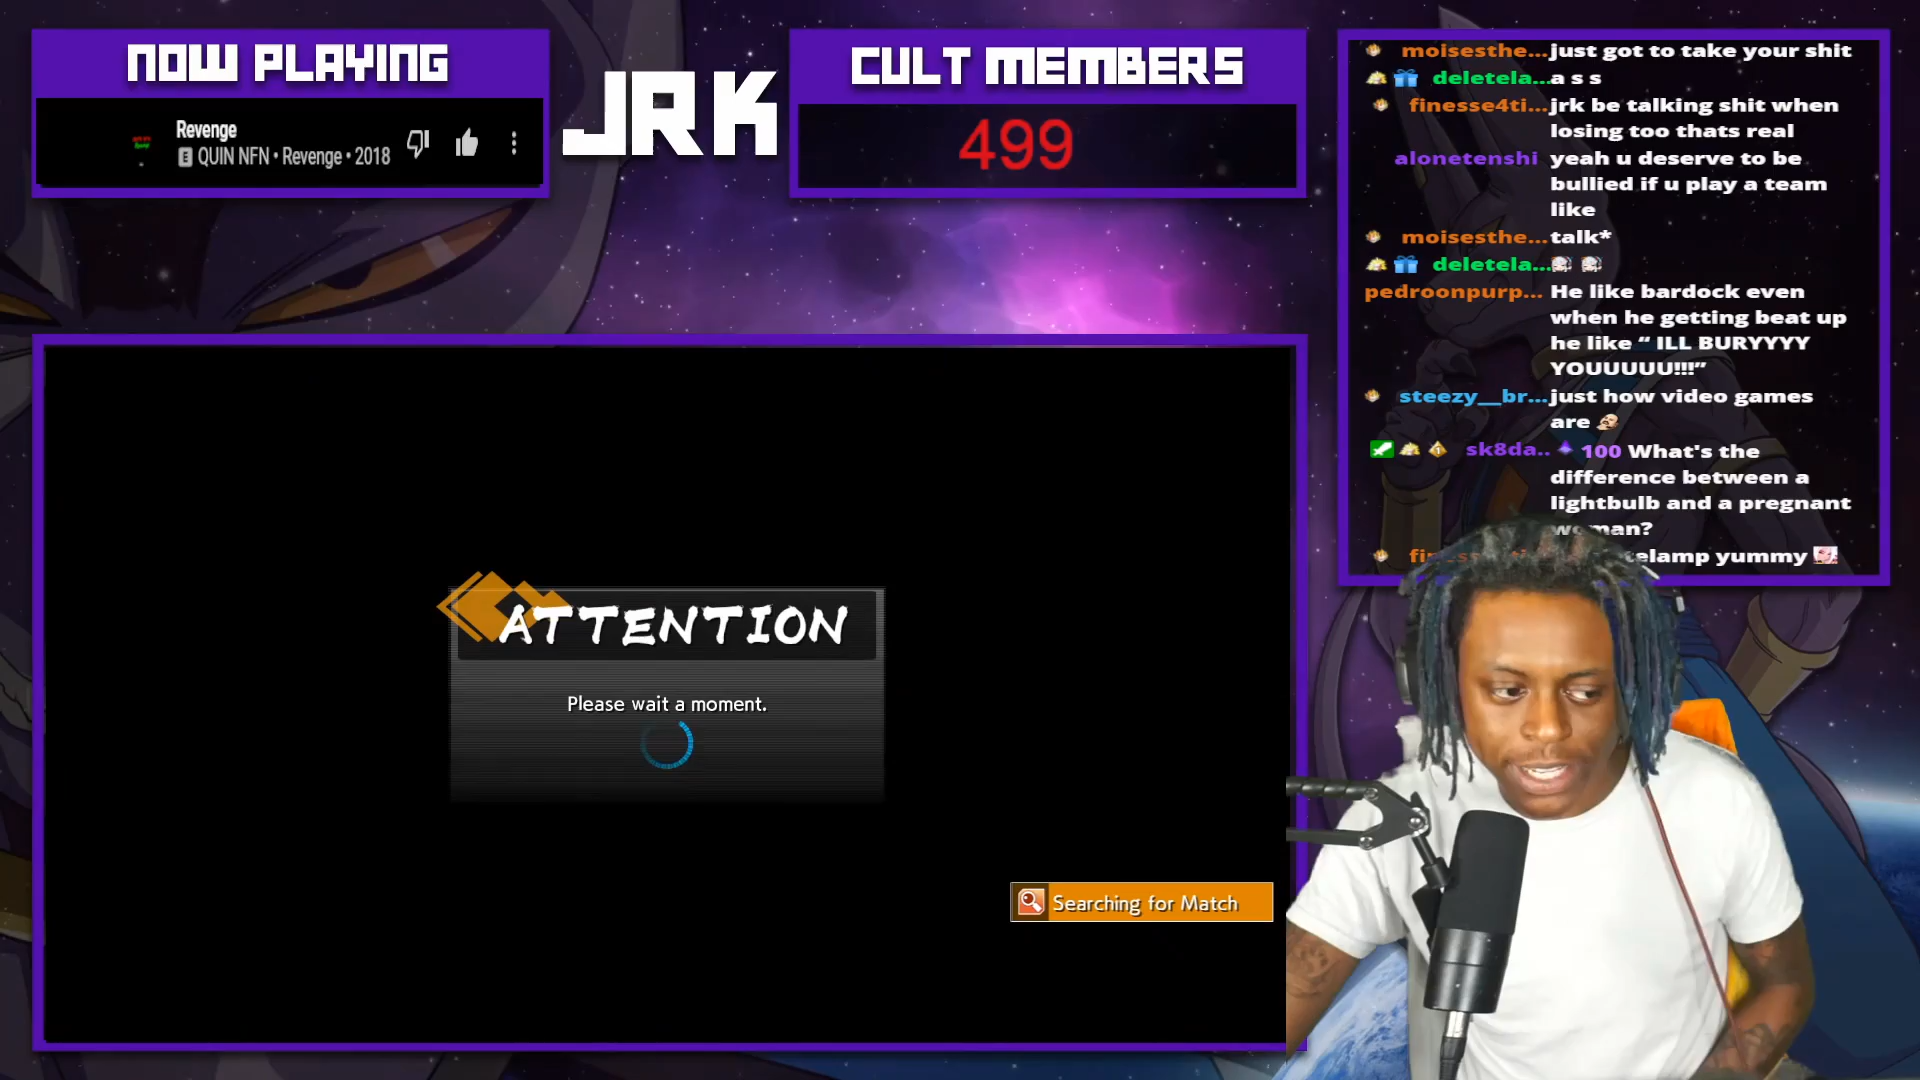 NOW PLAYING
Revenge
E QUIN NFN • Revenge • 2018
JRK
CULT MEMBERS
499
moisesthe... just got to take your shit
deletela... a s s
finesse4ti... jrk be talking shit when
losing too thats real
alonetenshi yeah u deserve to be
bullied if u play a team
like
moisesthe... talk*
deletela...
pedroonpurp... He like bardock even
when he getting beat up
he like “ ILL BURYYYY
YOUUUUU!!!”
steezy__br... just how video games
are
sk8da.. 100 What's the
difference between a
lightbulb and a pregnant
woman?
elamp yummy
ATTENTION
Please wait a moment.
Searching for Match